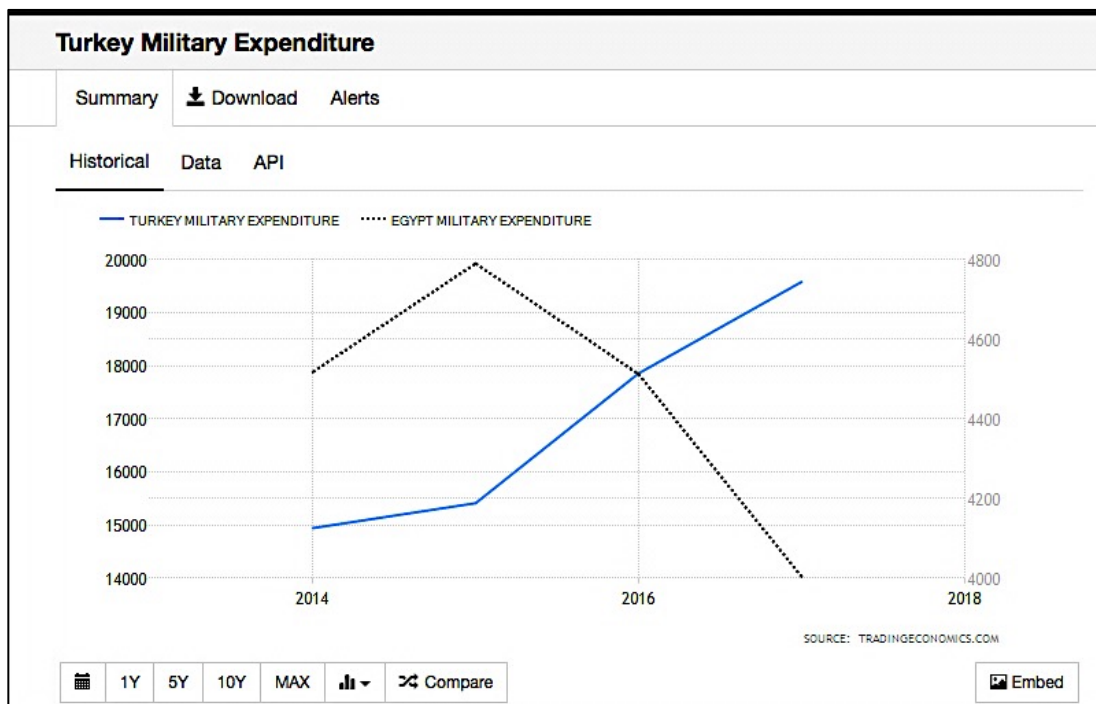 Turkey Military Expenditure
Summary Download Alerts
Historical Data API
TURKEY MILITARY EXPENDITURE EGYPT MILITARY EXPENDITURE
20000 4800
19000
4600
18000
17000 4400
16000
4200
15000
14000 4000
2014 2016 2018
SOURCE: TRADINGECONOMICS.COM
1Y 5Y 10Y MAX Compare Embed